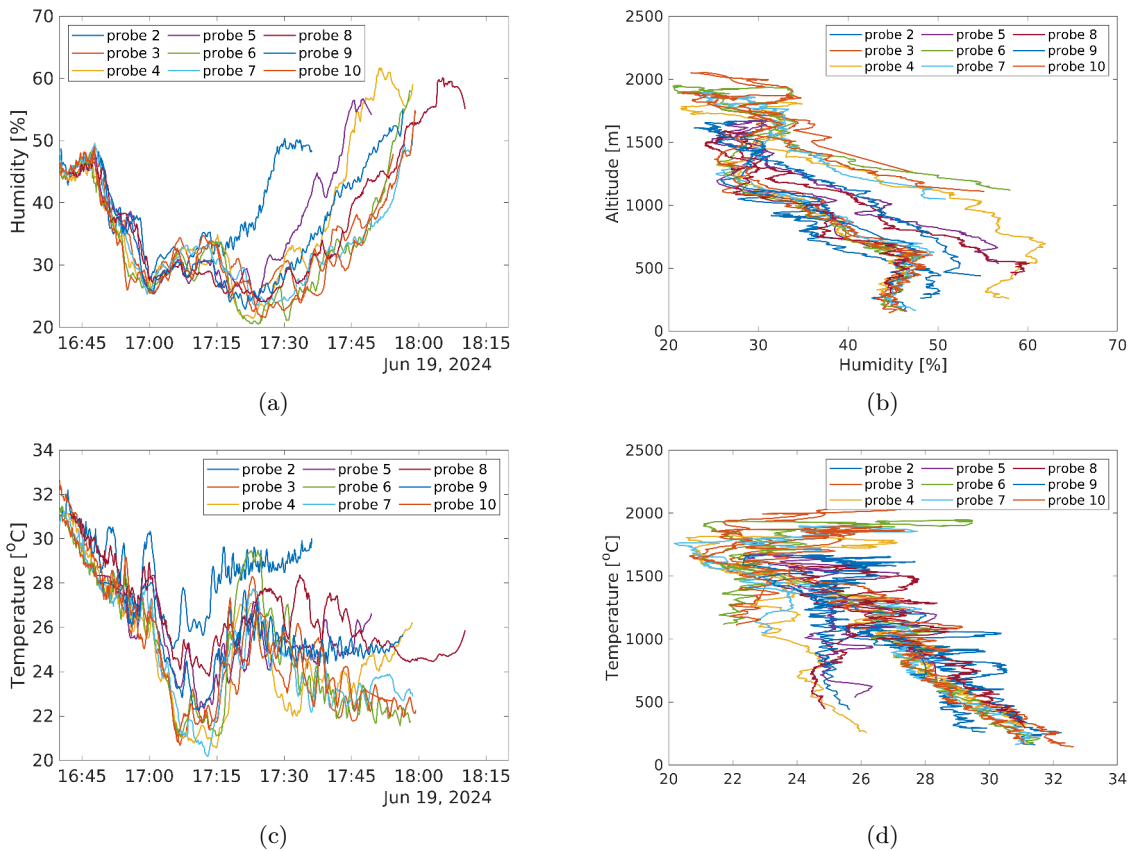 70
60
50
40
30
20
Humidity [%]
probe 2 probe 5 probe 8
probe 3 probe 6 probe 9
probe 4 probe 7 probe 10
16:45 17:00 17:15 17:30 17:45 18:00 18:15
Jun 19, 2024
(a)
2500
2000
1500
1000
500
0
Altitude [m]
probe 2 probe 5 probe 8
probe 3 probe 6 probe 9
probe 4 probe 7 probe 10
20 30 40 50 60 70
Humidity [%]
(b)
34
32
30
28
26
24
22
20
Temperature [°C]
probe 2 probe 5 probe 8
probe 3 probe 6 probe 9
probe 4 probe 7 probe 10
16:45 17:00 17:15 17:30 17:45 18:00 18:15
Jun 19, 2024
(c)
2500
2000
1500
1000
500
0
Temperature [°C]
probe 2 probe 5 probe 8
probe 3 probe 6 probe 9
probe 4 probe 7 probe 10
20 22 24 26 28 30 32 34
(d)